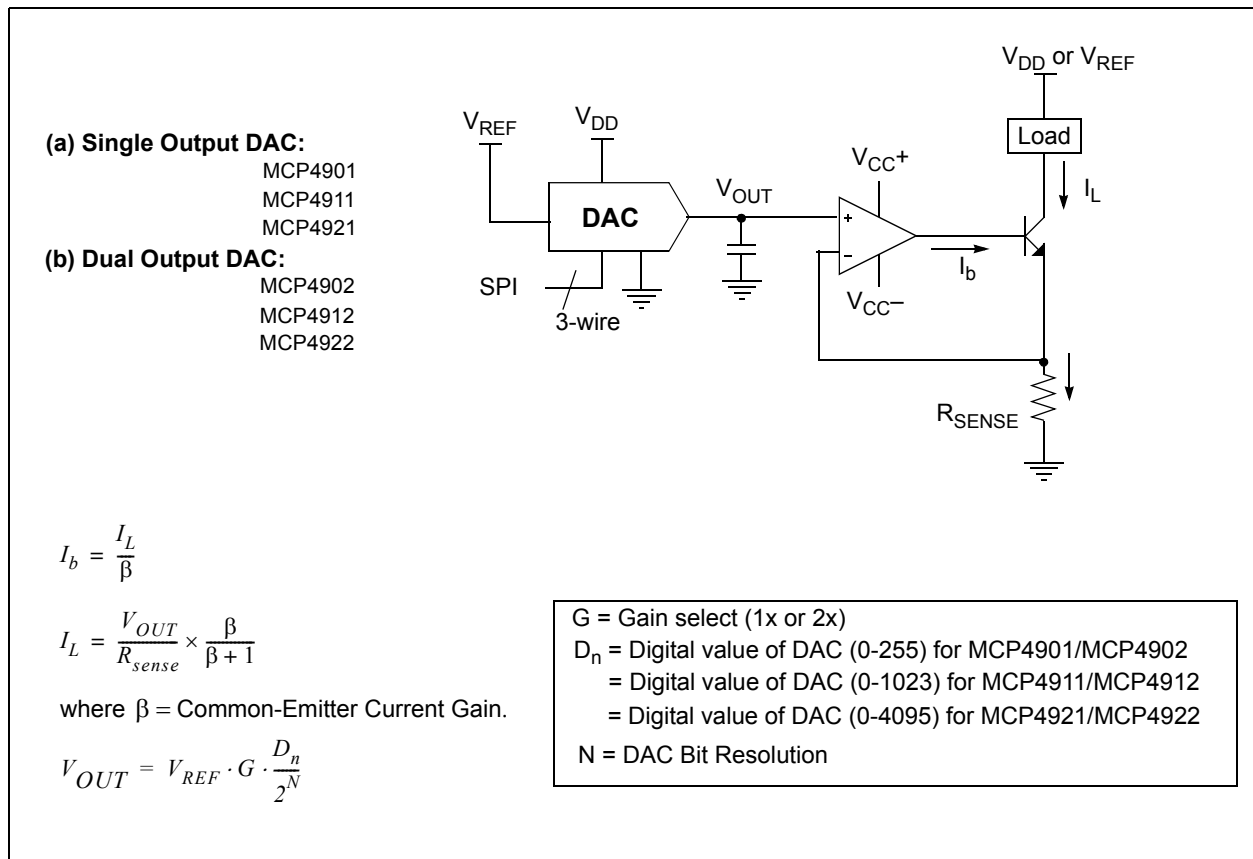 V_DD or V_REF
V_REF
V_DD
(a) Single Output DAC:
MCP4901
MCP4911
MCP4921
(b) Dual Output DAC:
MCP4902
MCP4912
MCP4922
Load
I_L
V_CC+
V_OUT
DAC
+
–
I_b
V_CC–
SPI
3-wire
R_SENSE
I_b = I_L / β
I_L = V_OUT / R_sense × β / β + 1
where β = Common-Emitter Current Gain.
V_OUT = V_REF · G · D_n / 2^N
G = Gain select (1x or 2x)
D_n = Digital value of DAC (0-255) for MCP4901/MCP4902
= Digital value of DAC (0-1023) for MCP4911/MCP4912
= Digital value of DAC (0-4095) for MCP4921/MCP4922
N = DAC Bit Resolution